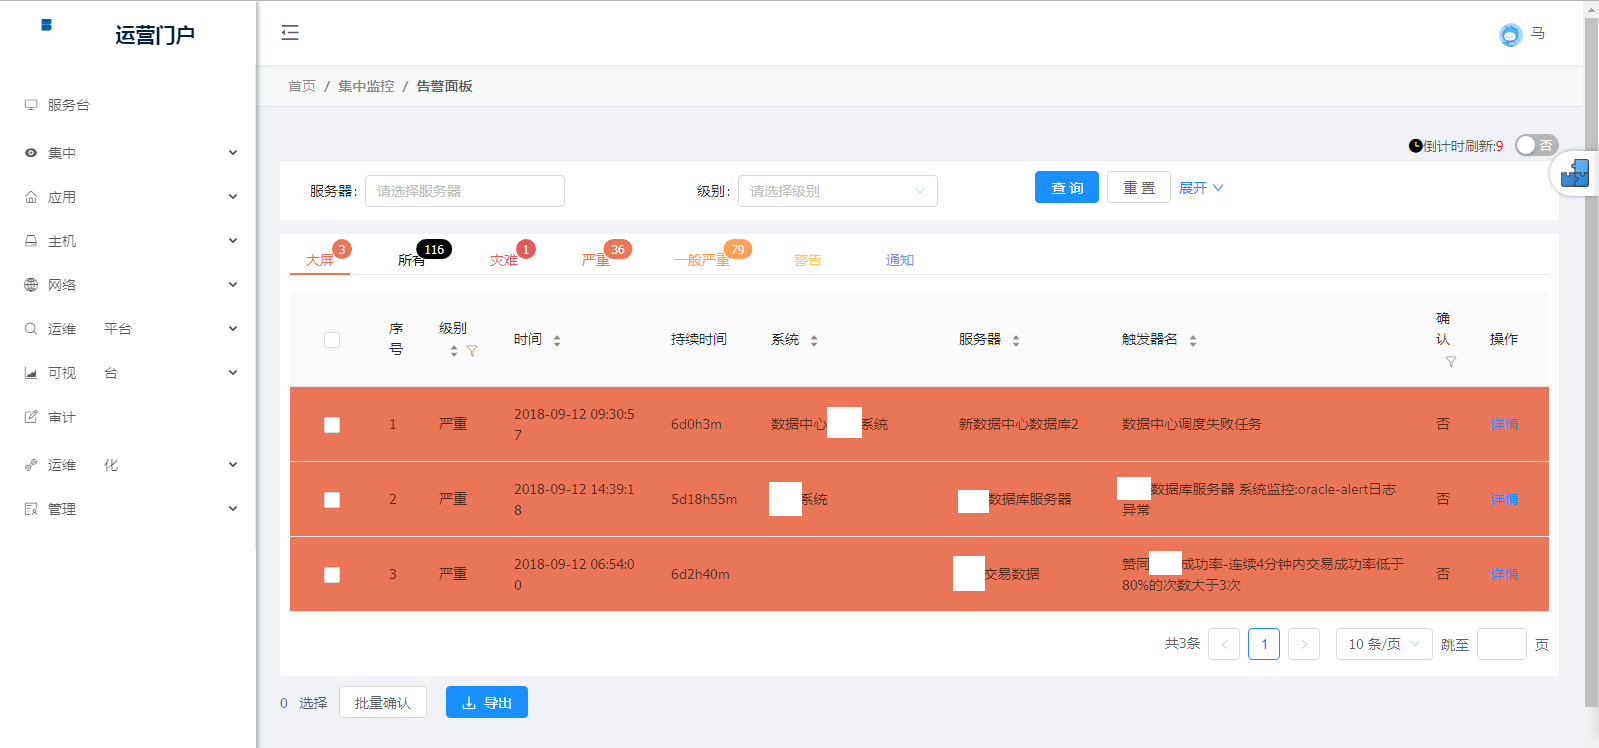 运营门户
马
首页 / 集中监控 / 告警面板
服务台
集中
应用
主机
网络
运维 平台
可视 台
审计
运维 化
管理
倒计时刷新:9
否
服务器: 请选择服务器
级别: 请选择级别
查 询
重 置
展开
大屏 3
所有 116
灾难 1
严重 36
一般严重 79
警告
通知
序号 级别 时间 持续时间 系统 服务器 触发器名 确认 操作
1 严重 2018-09-12 09:30:57 6d0h3m 数据中心 系统 新数据中心数据库2 数据中心调度失败任务 否 详情
2 严重 2018-09-12 14:39:18 5d18h55m 系统 数据库服务器 数据库服务器 系统监控:oracle-alert日志异常 否 详情
3 严重 2018-09-12 06:54:00 6d2h40m 交易数据 赞同 成功率-连续4分钟内交易成功率低于80%的次数大于3次 否 详情
共3条 < 1 > 10 条/页 跳至 页
0 选择 批量确认 导出